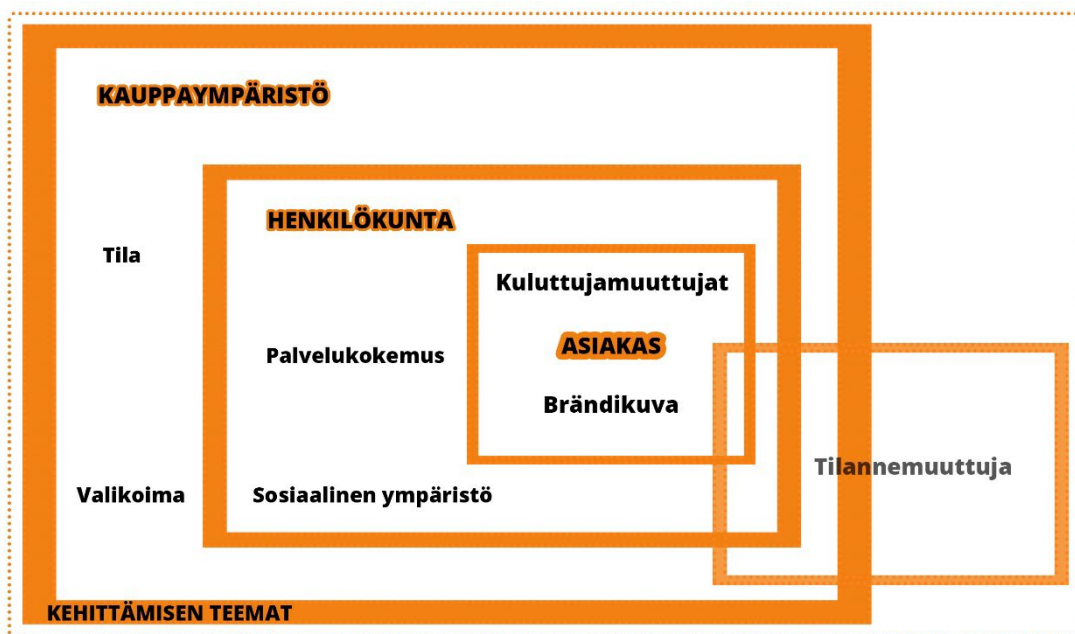 KAUPPAYMPÄRISTÖ
HENKILÖKUNTA
Tila
Kuluttujamuuttujat
ASIAKAS
Palvelukokemus
Brändikuva
Tilannemuuttuja
Valikoima
Sosiaalinen ympäristö
KEHITTÄMISEN TEEMAT